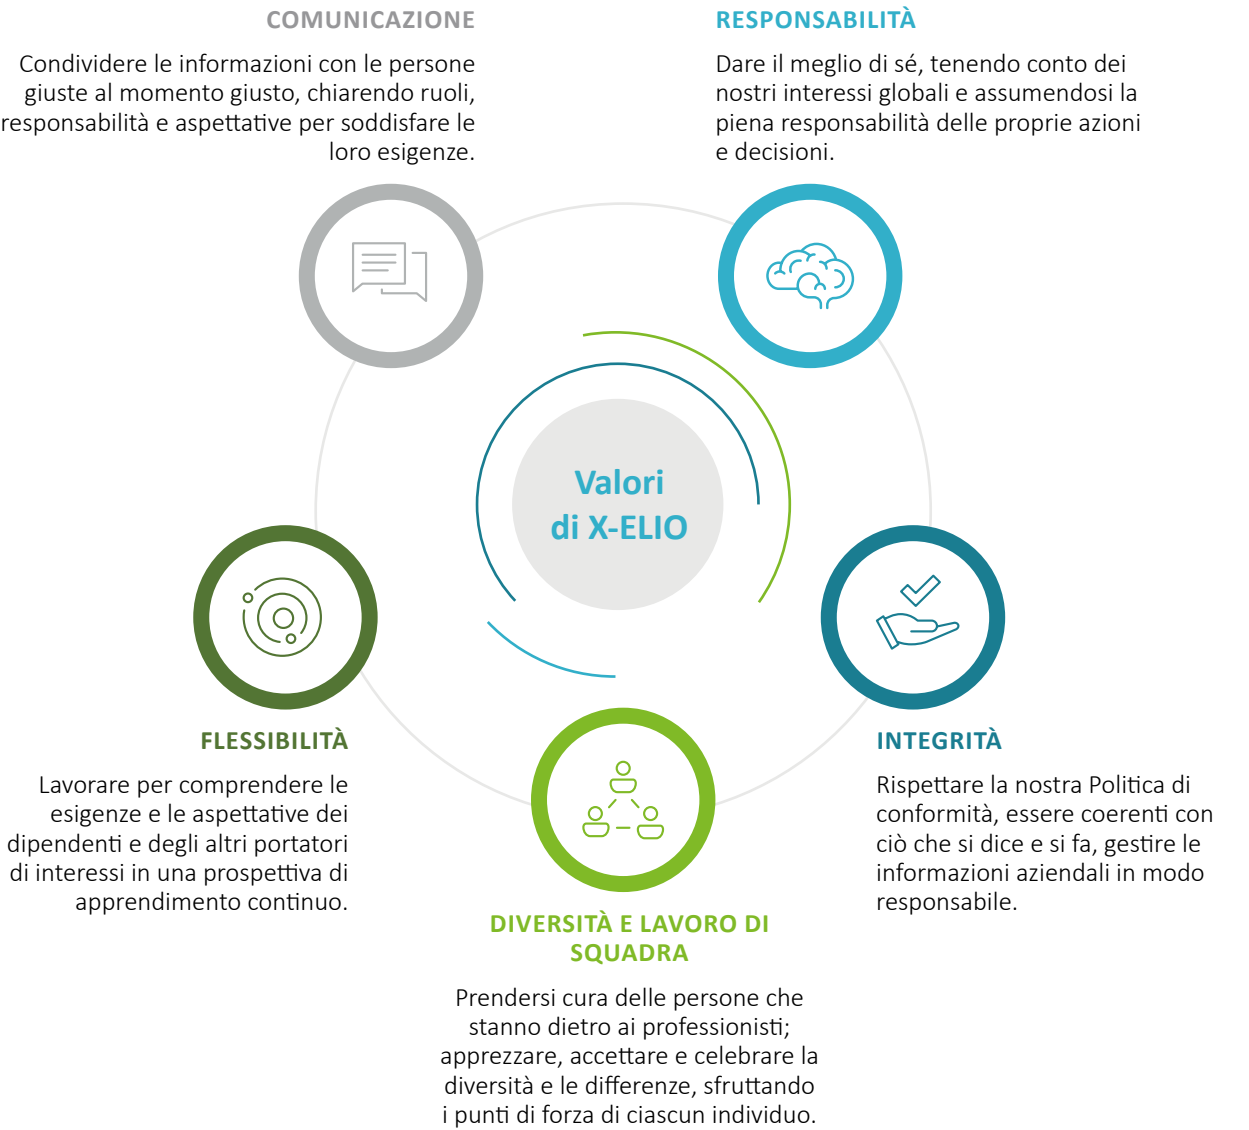 COMUNICAZIONE
Condividere le informazioni con le persone
giuste al momento giusto, chiarendo ruoli,
responsabilità e aspettative per soddisfare le
loro esigenze.
RESPONSABILITÀ
Dare il meglio di sé, tenendo conto dei
nostri interessi globali e assumendosi la
piena responsabilità delle proprie azioni
e decisioni.
Valori
di X-ELIO
FLESSIBILITÀ
Lavorare per comprendere le
esigenze e le aspettative dei
dipendenti e degli altri portatori
di interessi in una prospettiva di
apprendimento continuo.
INTEGRITÀ
Rispettare la nostra Politica di
conformità, essere coerenti con
ciò che si dice e si fa, gestire le
informazioni aziendali in modo
responsabile.
DIVERSITÀ E LAVORO DI
SQUADRA
Prendersi cura delle persone che
stanno dietro ai professionisti;
apprezzare, accettare e celebrare la
diversità e le differenze, sfruttando
i punti di forza di ciascun individuo.